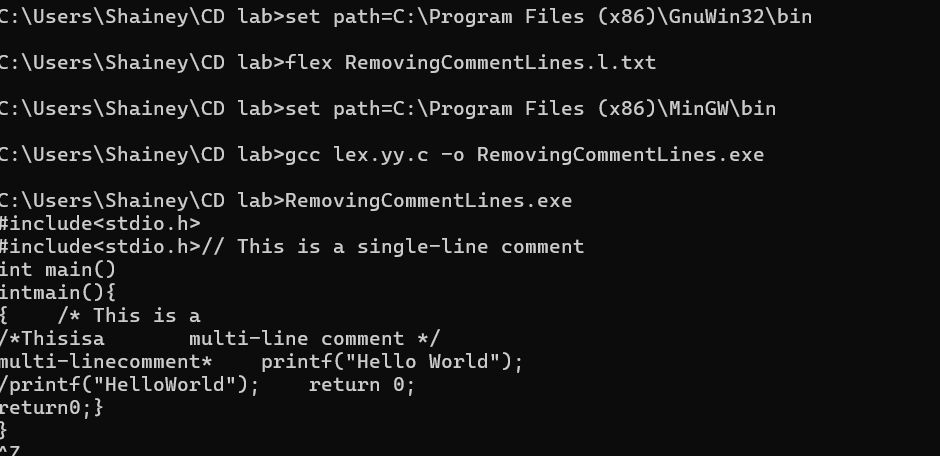 C:\Users\Shainey\CD lab>set path=C:\Program Files (x86)\GnuWin32\bin
C:\Users\Shainey\CD lab>flex RemovingCommentLines.l.txt
C:\Users\Shainey\CD lab>set path=C:\Program Files (x86)\MinGW\bin
C:\Users\Shainey\CD lab>gcc lex.yy.c -o RemovingCommentLines.exe
C:\Users\Shainey\CD lab>RemovingCommentLines.exe
#include<stdio.h>
#include<stdio.h>// This is a single-line comment
int main()
intmain(){
{    /* This is a
/*Thisisa       multi-line comment */
multi-linecomment*    printf("Hello World");
/printf("HelloWorld");    return 0;
return0;}
}
^Z